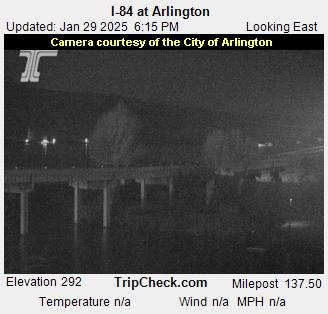 I-84 at Arlington
Updated: Jan 29 2025 6:15 PM Looking East
Camera courtesy of the City of Arlington
Elevation 292 TripCheck.com Milepost 137.50
Temperature n/a Wind n/a MPH n/a